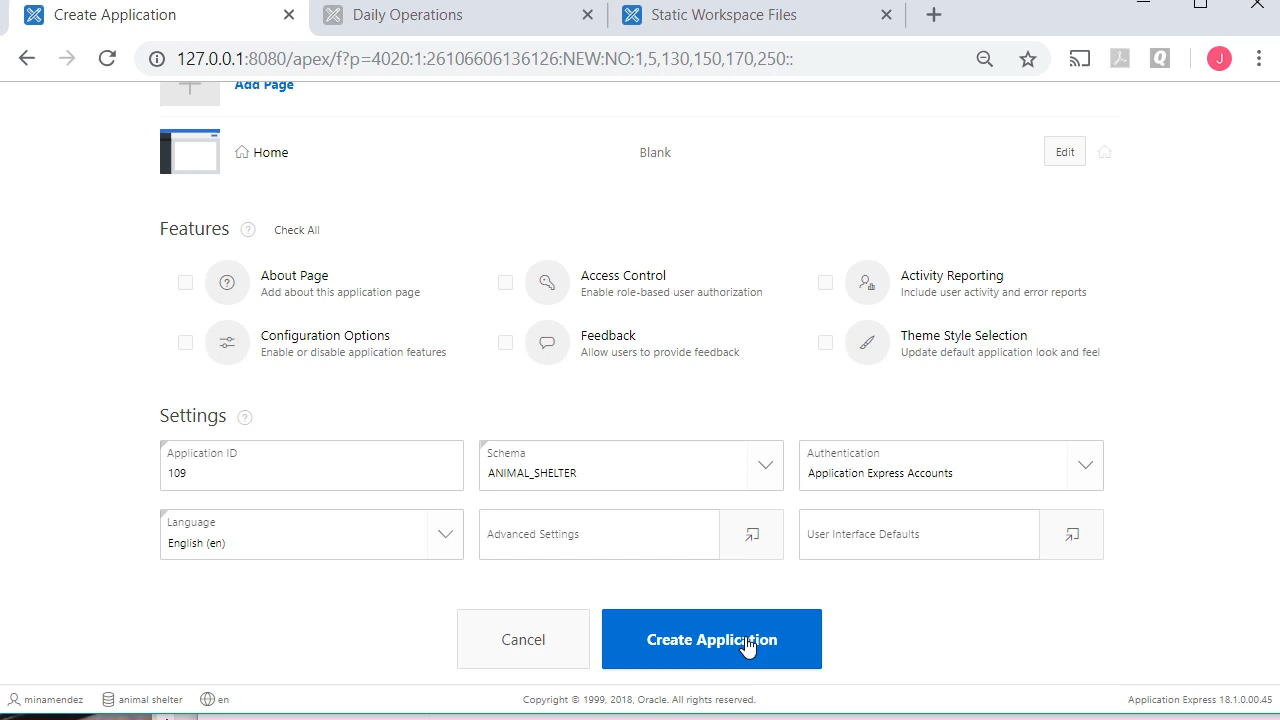 Create Application
Daily Operations
Static Workspace Files
127.0.0.1:8080/apex/f?p=4020:1:26106606136126:NEW:NO:1,5,130,150,170,250::
J
Add Page
Home
Blank
Edit
Features
Check All
About Page
Add about this application page
Access Control
Enable role-based user authorization
Activity Reporting
Include user activity and error reports
Configuration Options
Enable or disable application features
Feedback
Allow users to provide feedback
Theme Style Selection
Update default application look and feel
Settings
Application ID
109
Schema
ANIMAL_SHELTER
Authentication
Application Express Accounts
Language
English (en)
Advanced Settings
User Interface Defaults
Cancel
Create Application
minamendez
animal shelter
en
Copyright © 1999, 2018, Oracle. All rights reserved.
Application Express 18.1.0.00.45